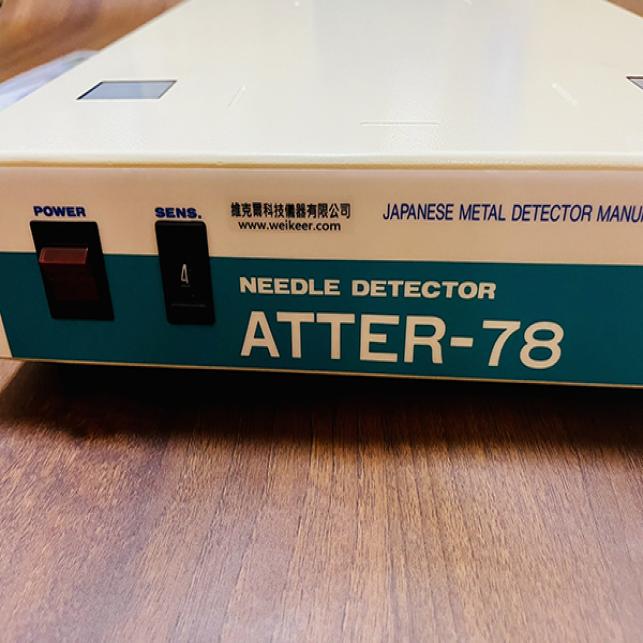 POWER
SENS.
維克爾科技儀器有限公司
www.weikeer.com
JAPANESE METAL DETECTOR
4
NEEDLE DETECTOR
ATTER-78